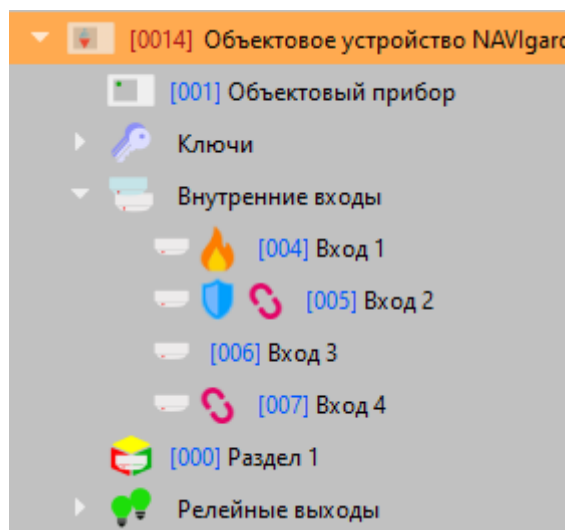 [0014] Объектовое устройство NAVIgard
[001] Объектовый прибор
Ключи
Внутренние входы
[004] Вход 1
[005] Вход 2
[006] Вход 3
[007] Вход 4
[000] Раздел 1
Релейные выходы